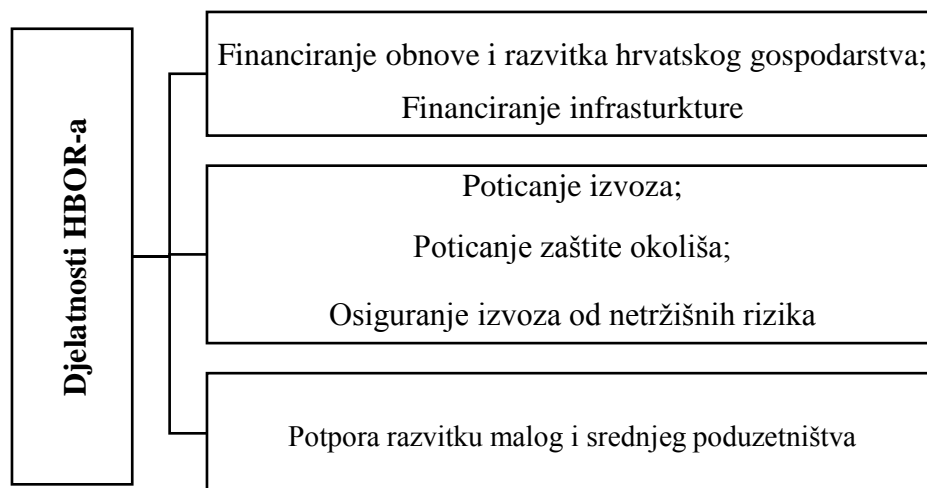 Djelatnosti HBOR-a
Financiranje obnove i razvitka hrvatskog gospodarstva;
Financiranje infrasturkture
Poticanje izvoza;
Poticanje zaštite okoliša;
Osiguranje izvoza od netržišnih rizika
Potpora razvitku malog i srednjeg poduzetništva